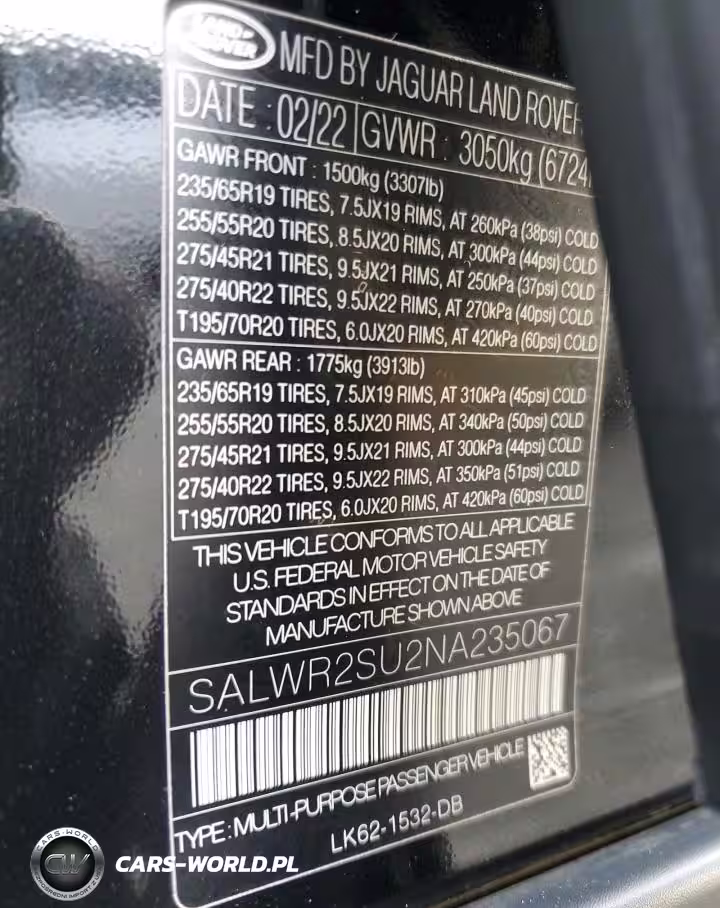 LAND ROVER
MFD BY JAGUAR LAND ROVER
DATE : 02/22 GVWR : 3050kg (6724
GAWR FRONT : 1500kg (3307lb)
235/65R19 TIRES, 7.5JX19 RIMS, AT 260kPa (38psi) COLD
255/55R20 TIRES, 8.5JX20 RIMS, AT 300kPa (44psi) COLD
275/45R21 TIRES, 9.5JX21 RIMS, AT 250kPa (37psi) COLD
275/40R22 TIRES, 9.5JX22 RIMS, AT 270kPa (40psi) COLD
T195/70R20 TIRES, 6.0JX20 RIMS, AT 420kPa (60psi) COLD
GAWR REAR : 1775kg (3913lb)
235/65R19 TIRES, 7.5JX19 RIMS, AT 310kPa (45psi) COLD
255/55R20 TIRES, 8.5JX20 RIMS, AT 340kPa (50psi) COLD
275/45R21 TIRES, 9.5JX21 RIMS, AT 300kPa (44psi) COLD
275/40R22 TIRES, 9.5JX22 RIMS, AT 350kPa (51psi) COLD
T195/70R20 TIRES, 6.0JX20 RIMS, AT 420kPa (60psi) COLD
THIS VEHICLE CONFORMS TO ALL APPLICABLE
U.S. FEDERAL MOTOR VEHICLE SAFETY
STANDARDS IN EFFECT ON THE DATE OF
MANUFACTURE SHOWN ABOVE
SALWR2SU2NA235067
TYPE : MULTI-PURPOSE PASSENGER VEHICLE
LK62-1532-DB
CARS-WORLD
CW
CARS-WORLD.PL